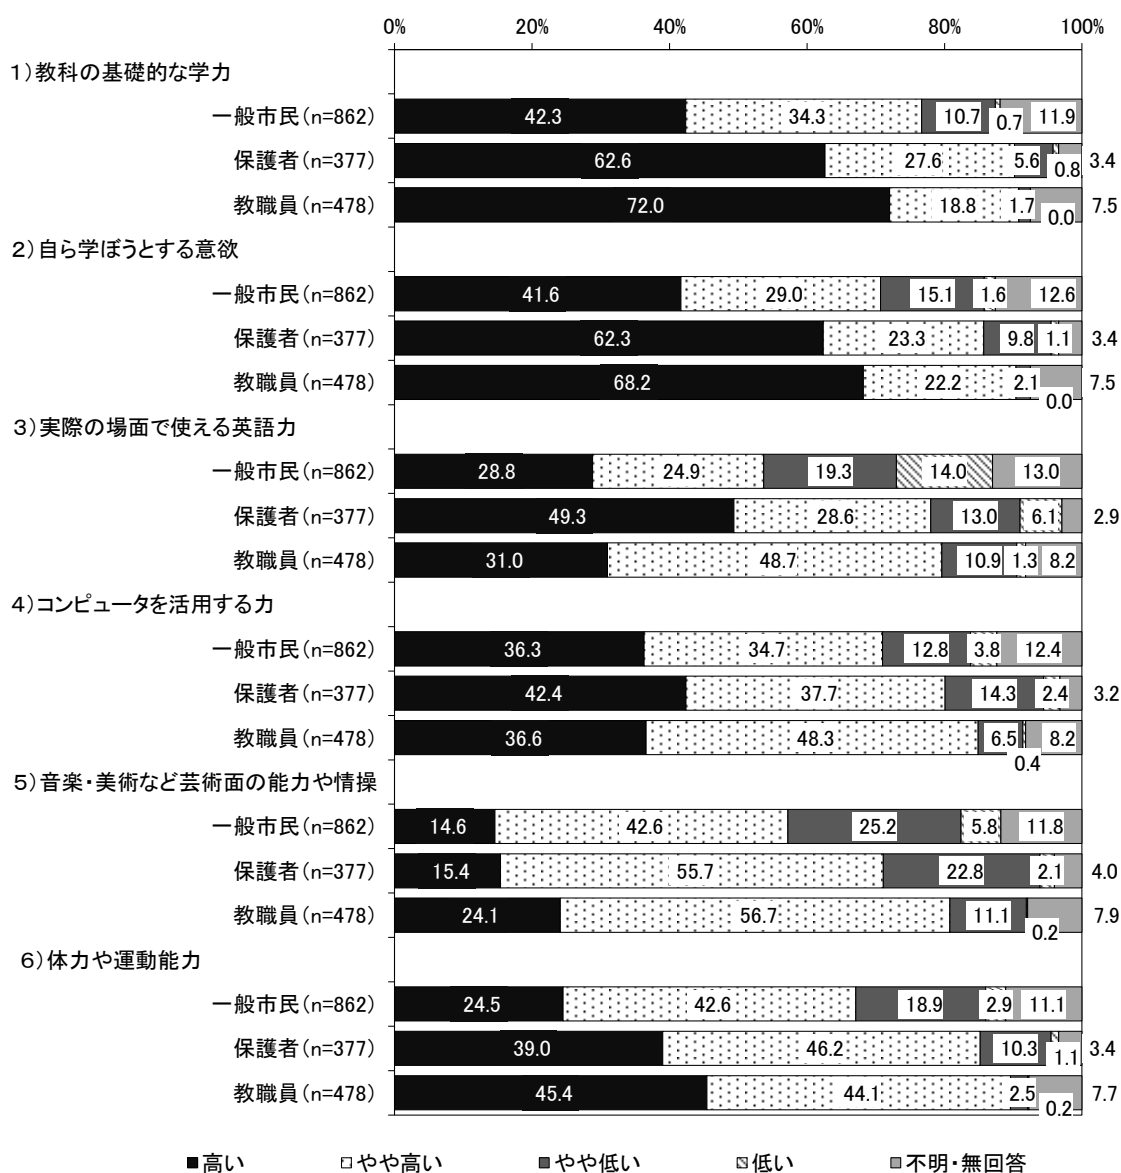 0% 20% 40% 60% 80% 100%
1）教科の基礎的な学力
一般市民（n=862） 42.3 34.3 10.7 0.7 11.9
保護者（n=377） 62.6 27.6 5.6 0.8 3.4
教職員（n=478） 72.0 18.8 1.7 0.0 7.5
2）自ら学ぼうとする意欲
一般市民（n=862） 41.6 29.0 15.1 1.6 12.6
保護者（n=377） 62.3 23.3 9.8 1.1 3.4
教職員（n=478） 68.2 22.2 2.1 0.0 7.5
3）実際の場面で使える英語力
一般市民（n=862） 28.8 24.9 19.3 14.0 13.0
保護者（n=377） 49.3 28.6 13.0 6.1 2.9
教職員（n=478） 31.0 48.7 10.9 1.3 8.2
4）コンピュータを活用する力
一般市民（n=862） 36.3 34.7 12.8 3.8 12.4
保護者（n=377） 42.4 37.7 14.3 2.4 3.2
教職員（n=478） 36.6 48.3 6.5 0.4 8.2
5）音楽・美術など芸術面の能力や情操
一般市民（n=862） 14.6 42.6 25.2 5.8 11.8
保護者（n=377） 15.4 55.7 22.8 2.1 4.0
教職員（n=478） 24.1 56.7 11.1 0.2 7.9
6）体力や運動能力
一般市民（n=862） 24.5 42.6 18.9 2.9 11.1
保護者（n=377） 39.0 46.2 10.3 1.1 3.4
教職員（n=478） 45.4 44.1 2.5 0.2 7.7
高い やや高い やや低い 低い 不明・無回答